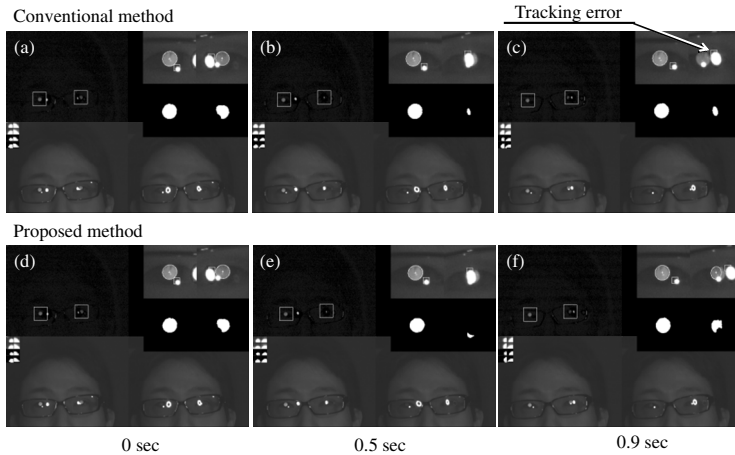 Conventional method
Tracking error
(a)
(b)
(c)
Proposed method
(d)
(e)
(f)
0 sec
0.5 sec
0.9 sec